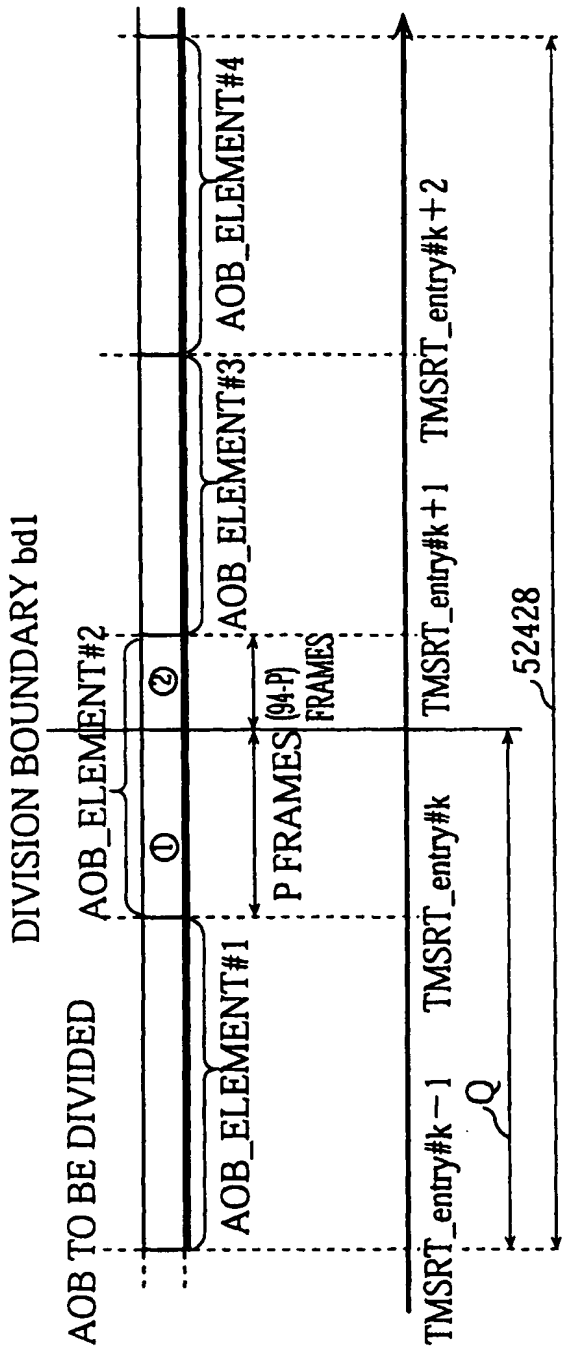 DIVISION BOUNDARY bd1
AOB TO BE DIVIDED
AOB_ELEMENT#2
① ②
AOB_ELEMENT#1
AOB_ELEMENT#3
AOB_ELEMENT#4
P FRAMES
(94-P)
FRAMES
TMSRT_entry#k-1
TMSRT_entry#k
TMSRT_entry#k+1
TMSRT_entry#k+2
Q
52428